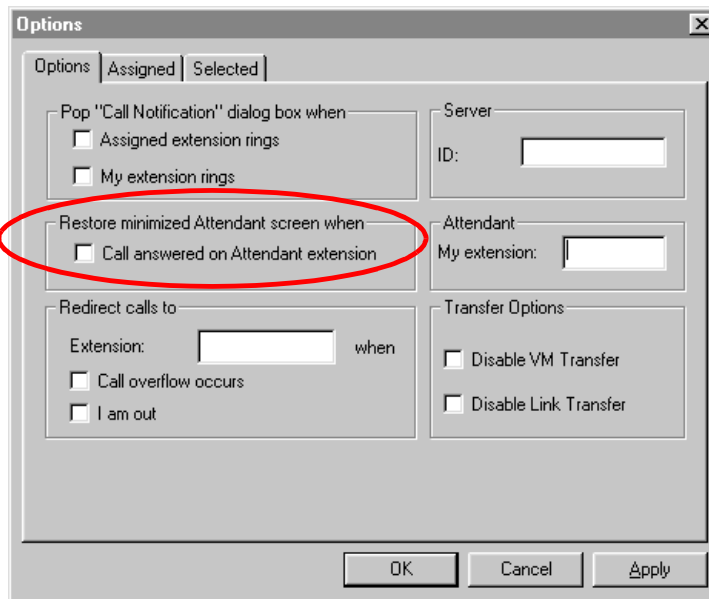 Options
Options Assigned Selected
Pop "Call Notification" dialog box when
Assigned extension rings
My extension rings
Server
ID:
Restore minimized Attendant screen when
Call answered on Attendant extension
Attendant
My extension:
Redirect calls to
Extension: when
Call overflow occurs
I am out
Transfer Options
Disable VM Transfer
Disable Link Transfer
OK Cancel Apply